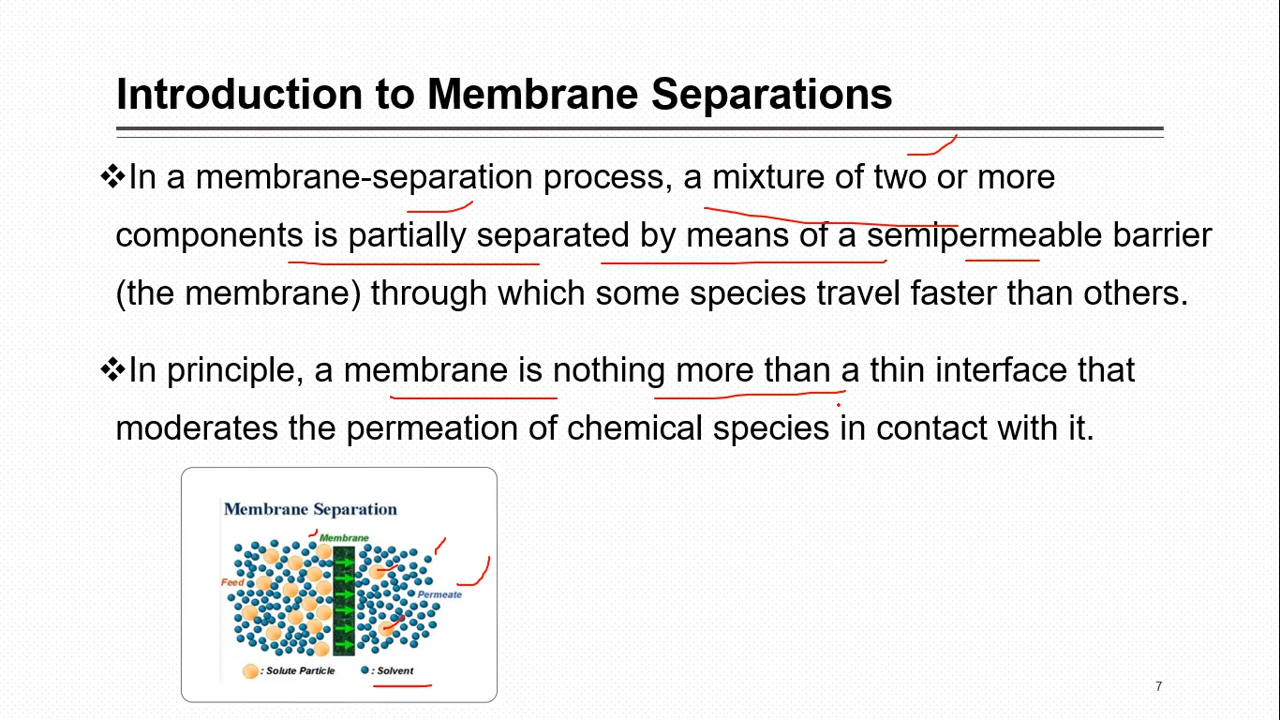 Introduction to Membrane Separations
❖In a membrane-separation process, a mixture of two or more
components is partially separated by means of a semipermeable barrier
(the membrane) through which some species travel faster than others.
❖In principle, a membrane is nothing more than a thin interface that
moderates the permeation of chemical species in contact with it.
Membrane Separation
Membrane
Feed
Permeate
: Solute Particle : Solvent
7